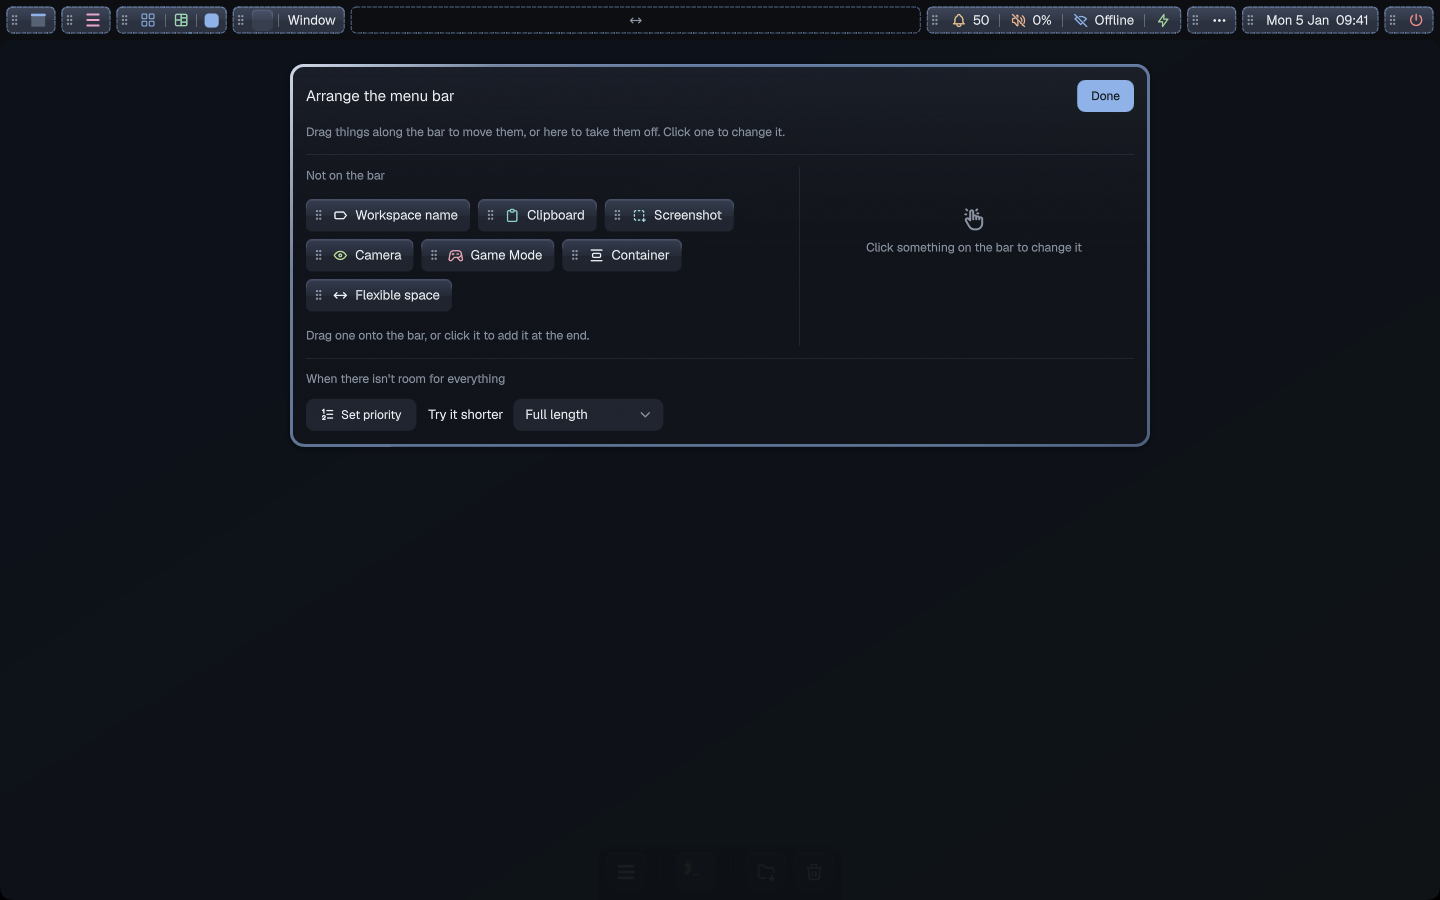 Window
50
0%
Offline
Mon 5 Jan 09:41
Arrange the menu bar
Done
Drag things along the bar to move them, or here to take them off. Click one to change it.
Not on the bar
Workspace name
Clipboard
Screenshot
Camera
Game Mode
Container
Flexible space
Click something on the bar to change it
Drag one onto the bar, or click it to add it at the end.
When there isn't room for everything
Set priority
Try it shorter
Full length